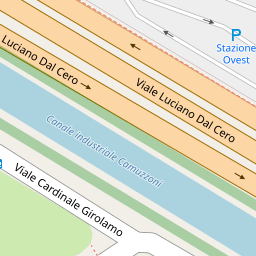 P
Stazione
Ovest
Luciano Dal Cero
Viale Luciano Dal Cero
Canale industriale Camuzzoni
Viale Cardinale Girolamo